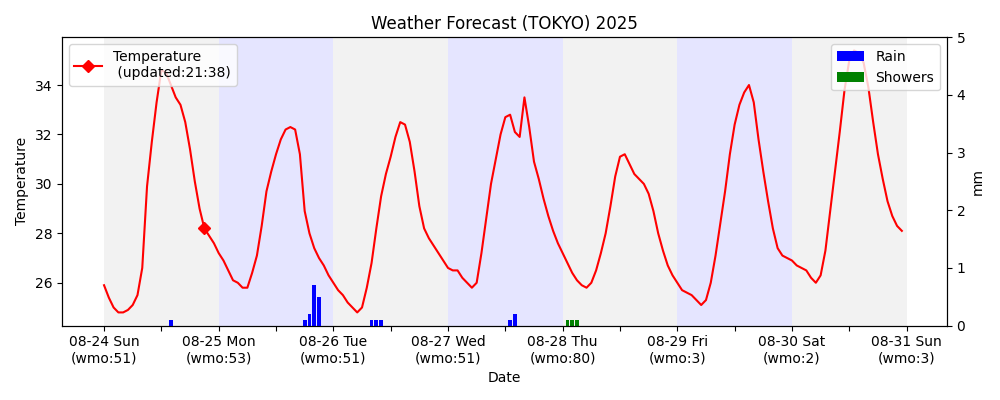 Weather Forecast (TOKYO) 2025
Temperature
(updated:21:38)
Rain
Showers
Temperature
34
32
30
28
26
5
4
3
2
1
0
mm
08-24 Sun
(wmo:51)
08-25 Mon
(wmo:53)
08-26 Tue
(wmo:51)
08-27 Wed
(wmo:51)
08-28 Thu
(wmo:80)
08-29 Fri
(wmo:3)
08-30 Sat
(wmo:2)
08-31 Sun
(wmo:3)
Date